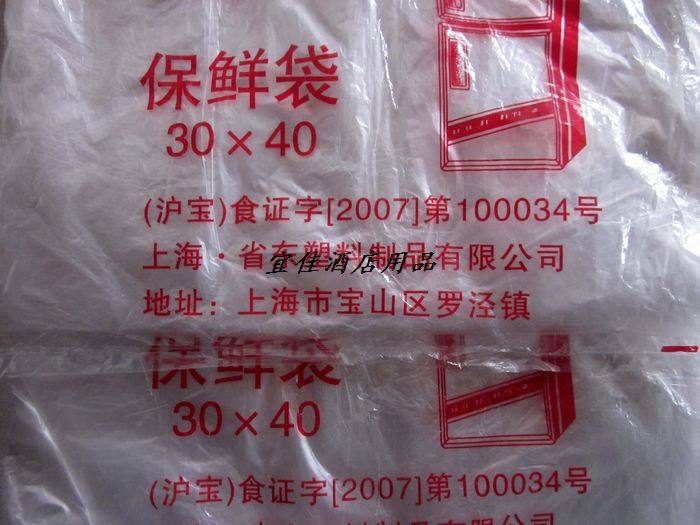 保鲜袋
30×40
(沪宝)食证字[2007]第100034号
上海·省东塑料制品有限公司
宜佳酒店用品
地址：上海市宝山区罗泾镇
保鲜袋
30×40
(沪宝)食证字[2007]第100034号